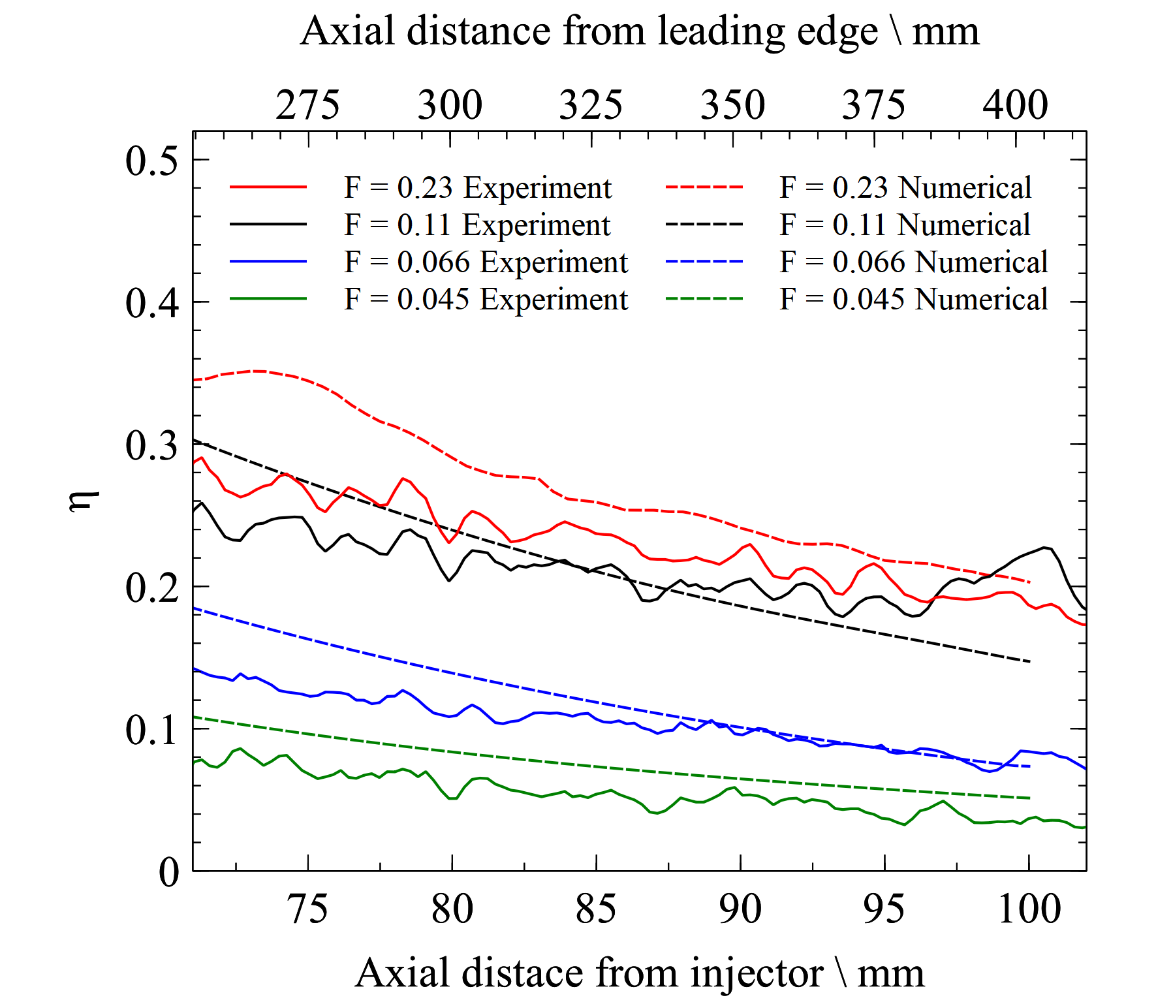 Axial distance from leading edge \ mm
275 300 325 350 375 400
0.5
F = 0.23 Experiment F = 0.23 Numerical
F = 0.11 Experiment F = 0.11 Numerical
F = 0.066 Experiment F = 0.066 Numerical
F = 0.045 Experiment F = 0.045 Numerical
0.4
0.3
η
0.2
0.1
0
75 80 85 90 95 100
Axial distace from injector \ mm